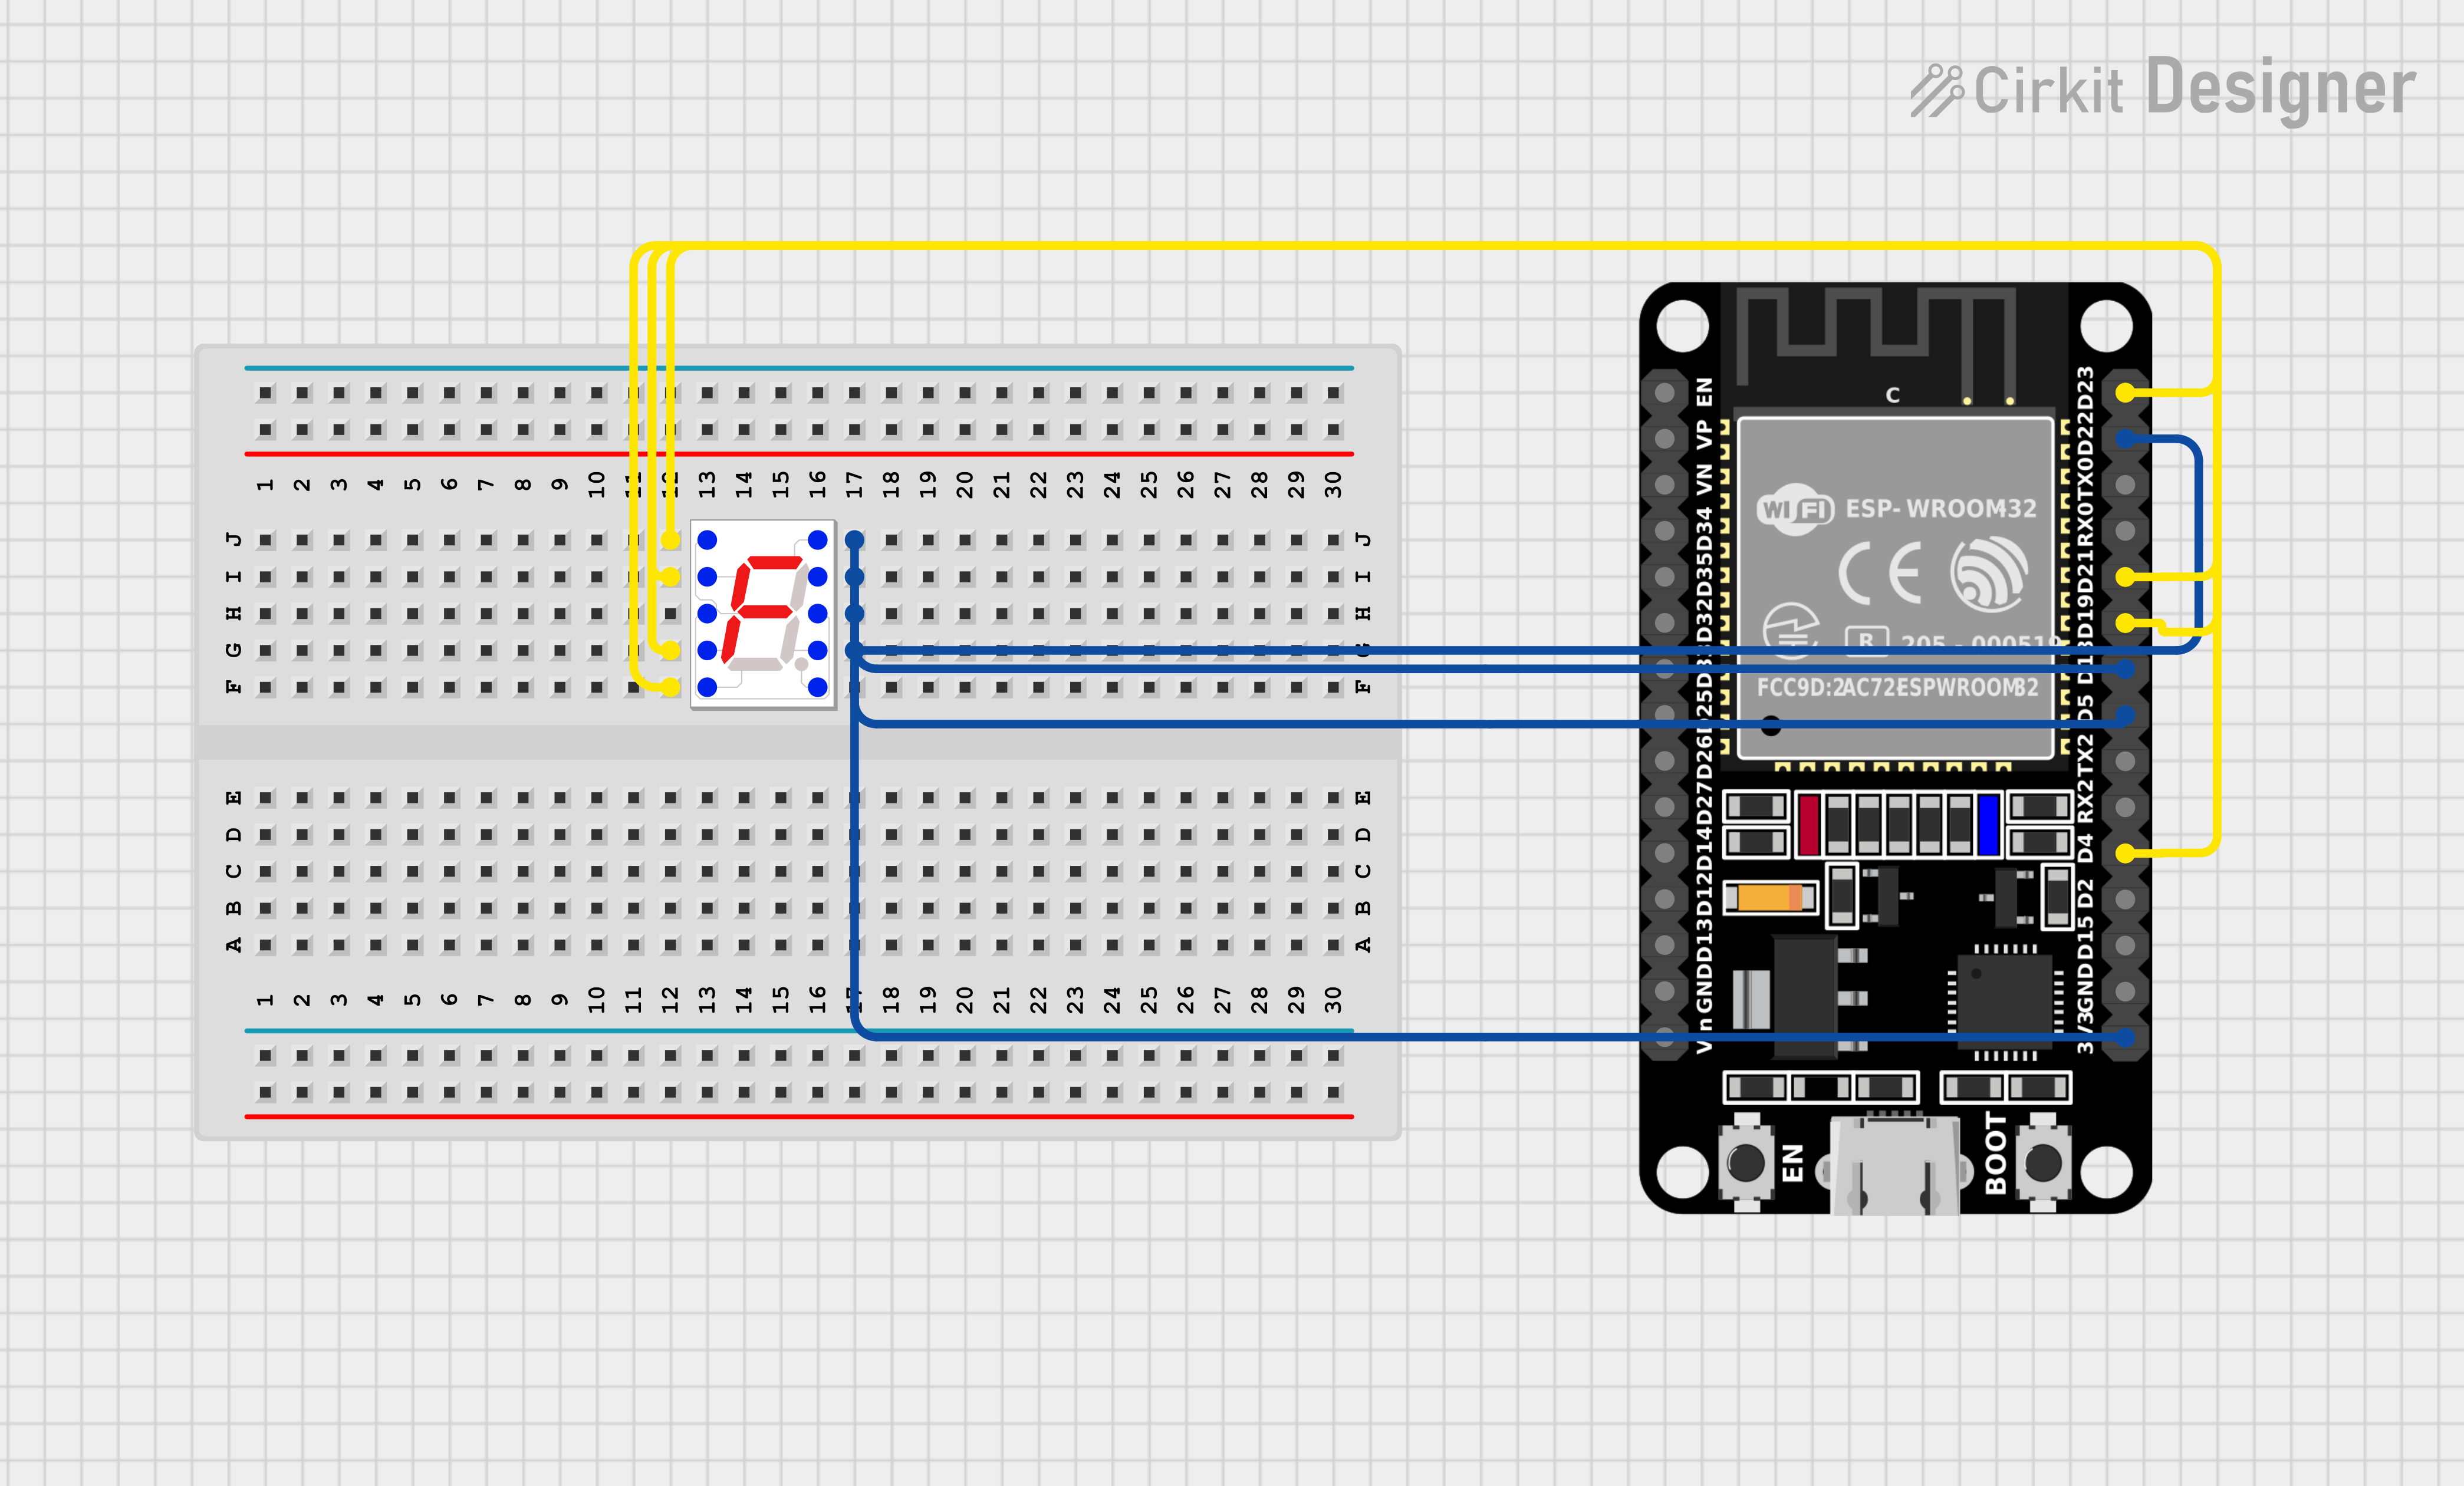 Cirkit Designer
1 2 3 4 5 6 7 8 9 10 11 12 13 14 15 16 17 18 19 20 21 22 23 24 25 26 27 28 29 30
J J
I I
H H
G G
F F
E E
D D
C C
B B
A A
1 2 3 4 5 6 7 8 9 10 11 12 13 14 15 16 17 18 19 20 21 22 23 24 25 26 27 28 29 30
EN
VP
VN
D34
D35
D32
D25
D26
D27
D14
D12
D13
GND
C
WiFi ESP-WROOM-32
CE
R 205-000519
FCC9D:2AC72ESPWROOM32
D23
D22
TX0
RX0
D21
D19
D5
TX2
RX2
D4
D2
D15
GND
3V3
EN
BOOT